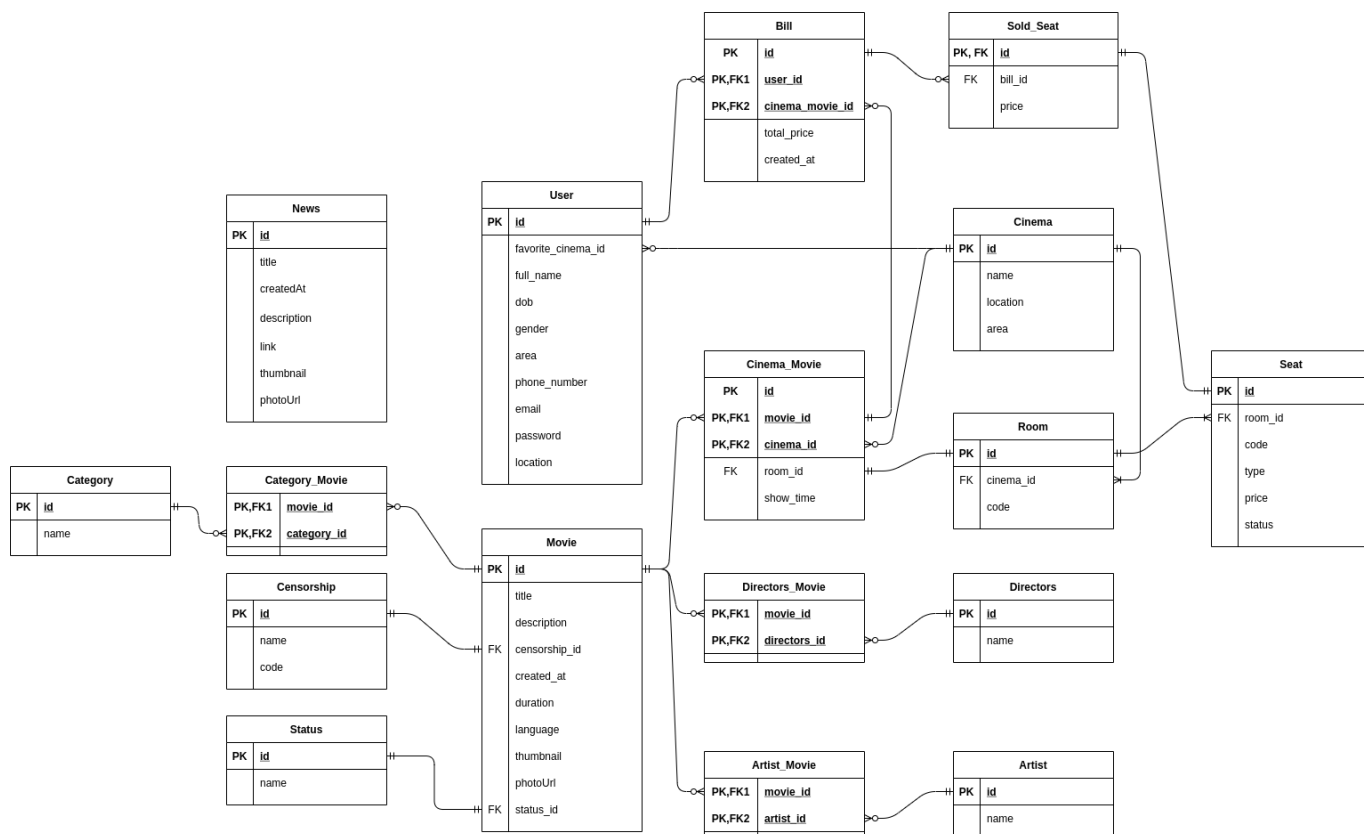 Bill
PK id
PK,FK1 user_id
PK,FK2 cinema_movie_id
total_price
created_at
Sold_Seat
PK, FK id
FK bill_id
price
News
PK id
title
createdAt
description
link
thumbnail
photoUrl
User
PK id
favorite_cinema_id
full_name
dob
gender
area
phone_number
email
password
location
Cinema
PK id
name
location
area
Cinema_Movie
PK id
PK,FK1 movie_id
PK,FK2 cinema_id
FK room_id
show_time
Room
PK id
FK cinema_id
code
Seat
PK id
FK room_id
code
type
price
status
Category
PK id
name
Category_Movie
PK,FK1 movie_id
PK,FK2 category_id
Censorship
PK id
name
code
Status
PK id
name
Movie
PK id
title
description
FK censorship_id
created_at
duration
language
thumbnail
photoUrl
FK status_id
Directors_Movie
PK,FK1 movie_id
PK,FK2 directors_id
Directors
PK id
name
Artist_Movie
PK,FK1 movie_id
PK,FK2 artist_id
Artist
PK id
name